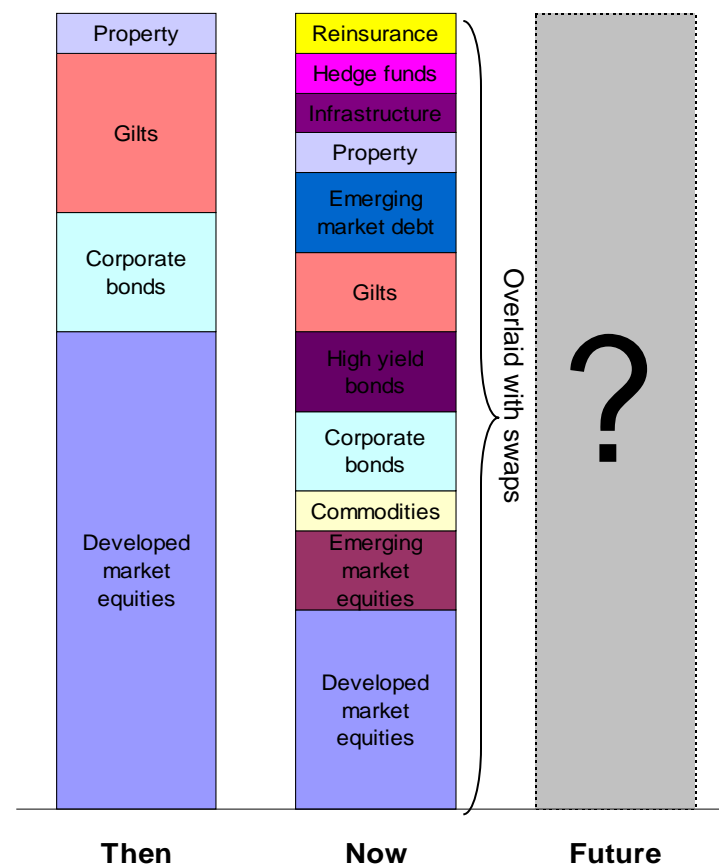 Property
Gilts
Corporate
bonds
Developed
market
equities
Then
Reinsurance
Hedge funds
Infrastructure
Property
Emerging
market debt
Gilts
High yield
bonds
Corporate
bonds
Commodities
Emerging
market
equities
Developed
market
equities
Now
Overlaid with swaps
?
Future